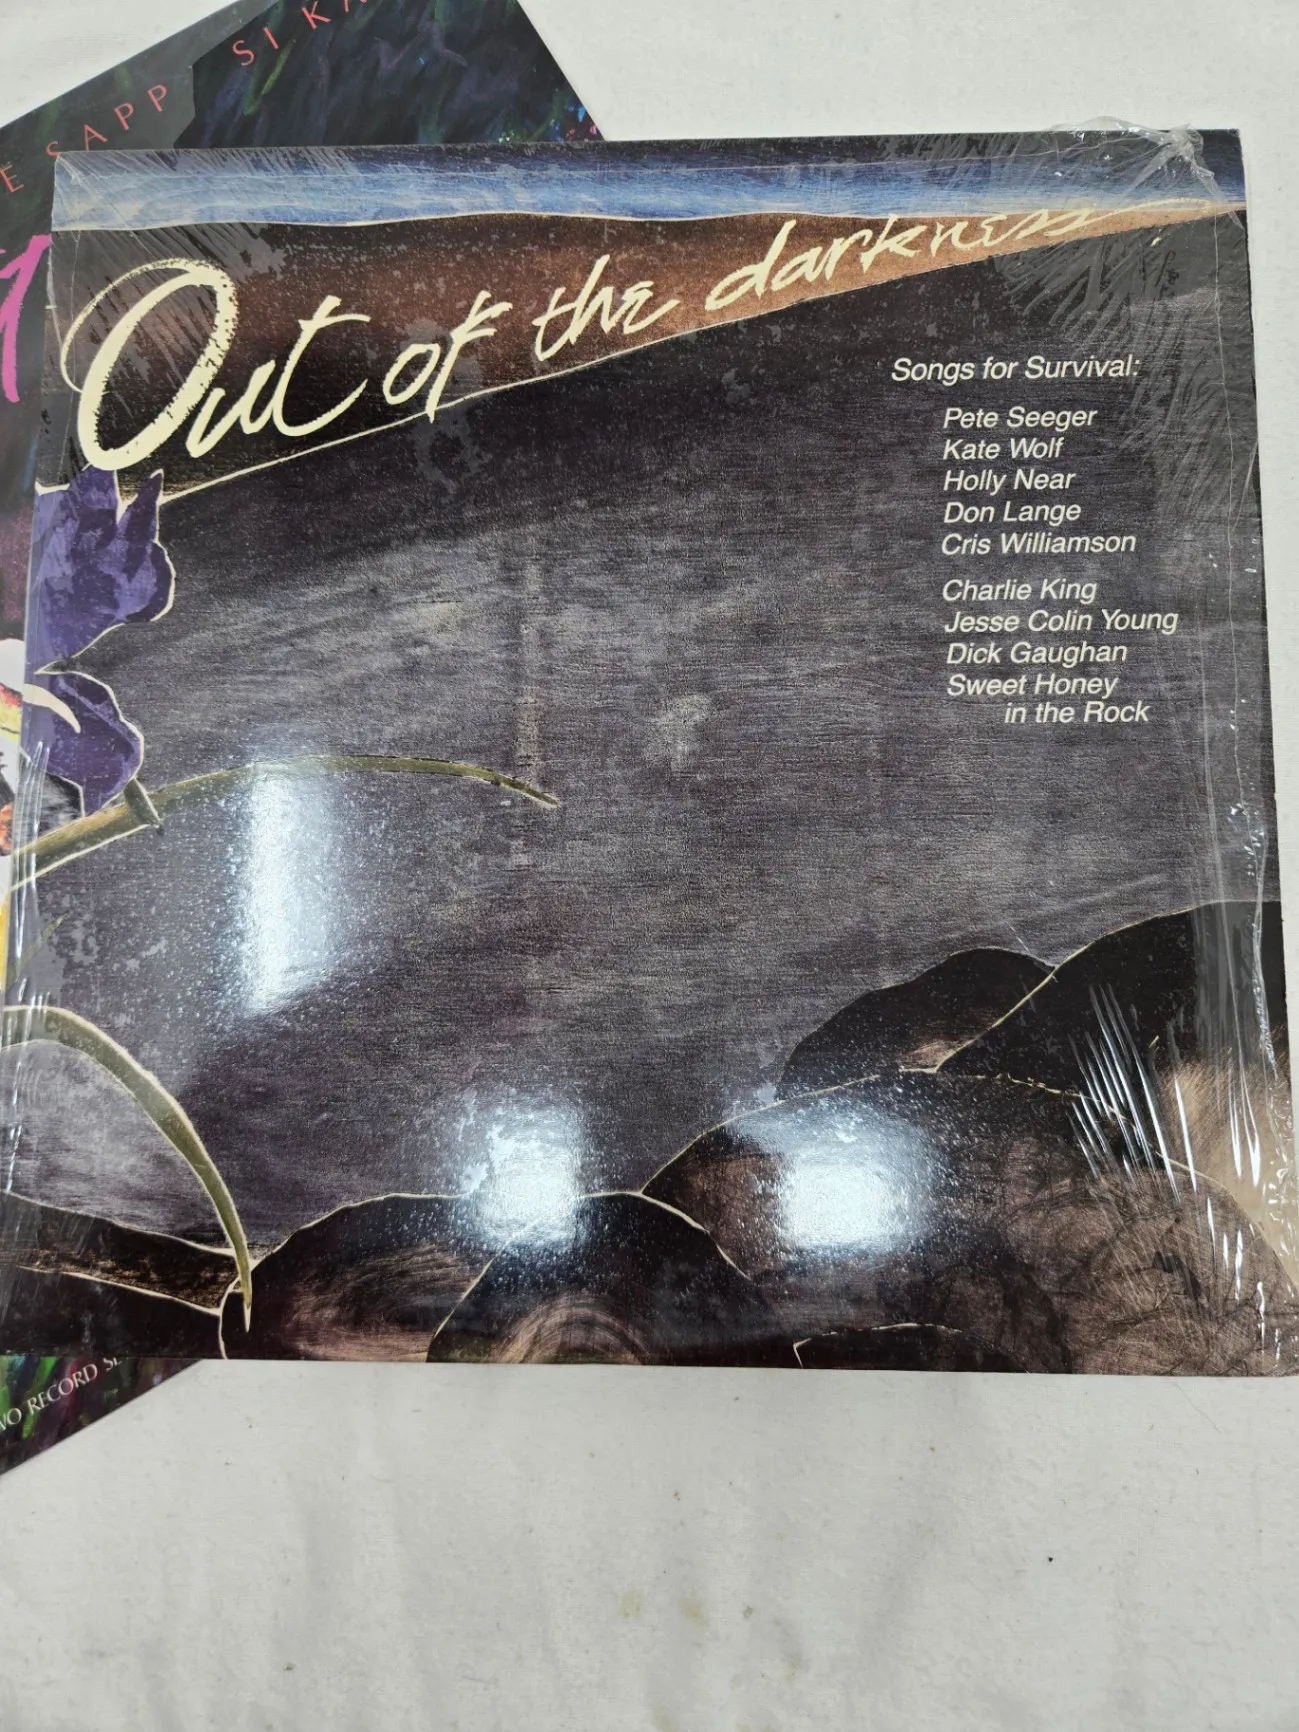 SAPP SI KA
Out of the darkness
Songs for Survival:
Pete Seeger
Kate Wolf
Holly Near
Don Lange
Cris Williamson
Charlie King
Jesse Colin Young
Dick Gaughan
Sweet Honey
in the Rock
RECORD